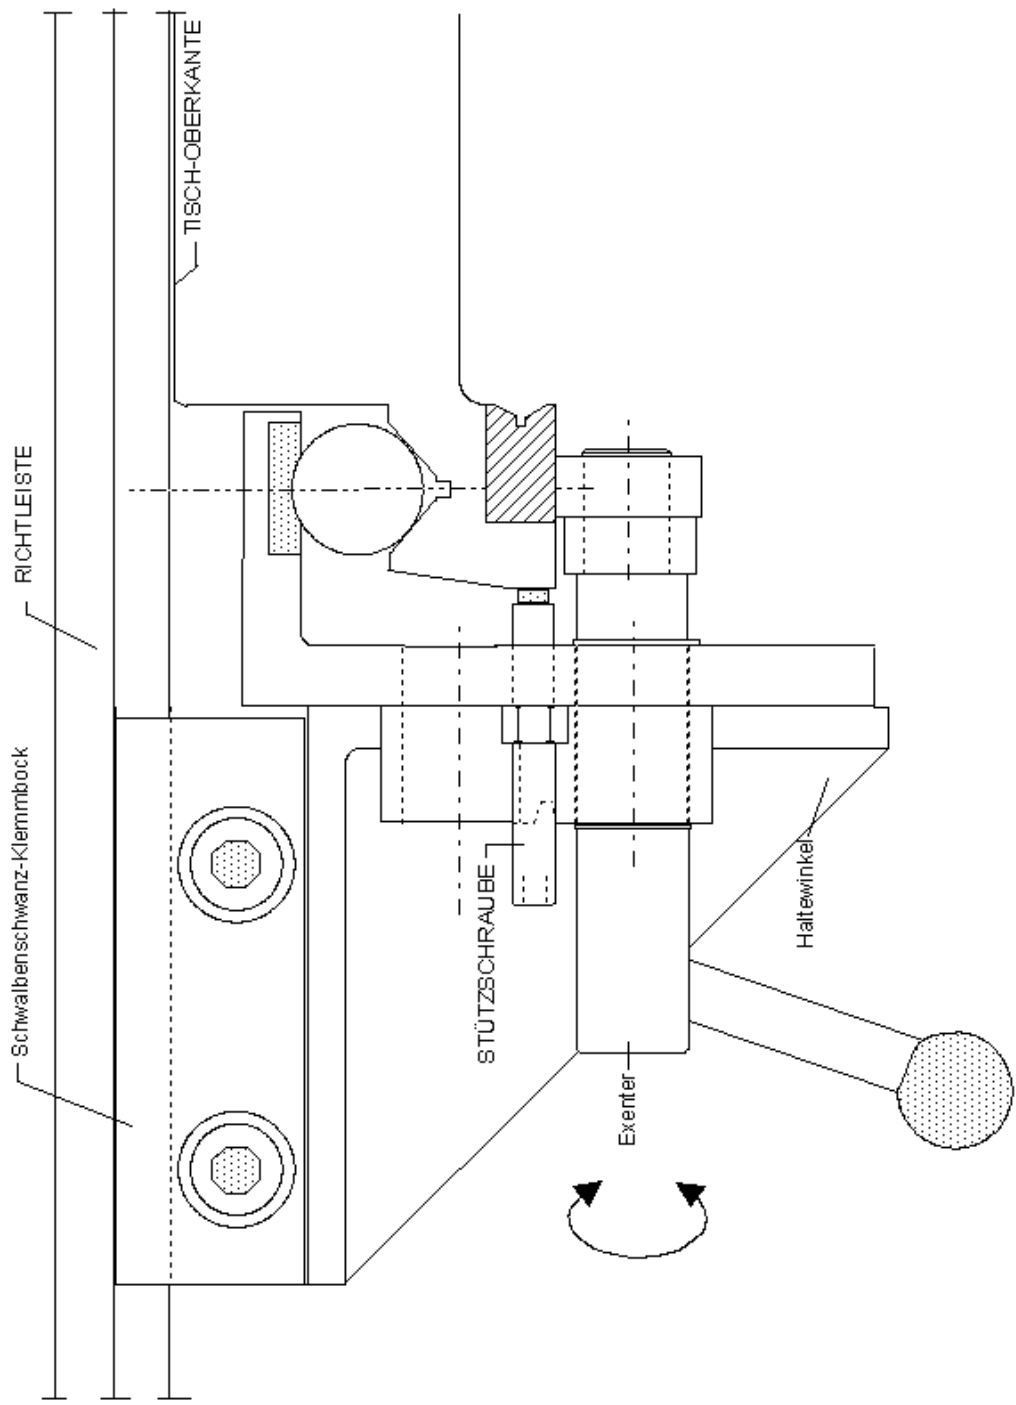 TISCH-OBERKANTE
RICHTLEISTE
Schwalbenschwanz-Klemmbock
STÜTZSCHRAUBE
Haltewinkel
Exenter